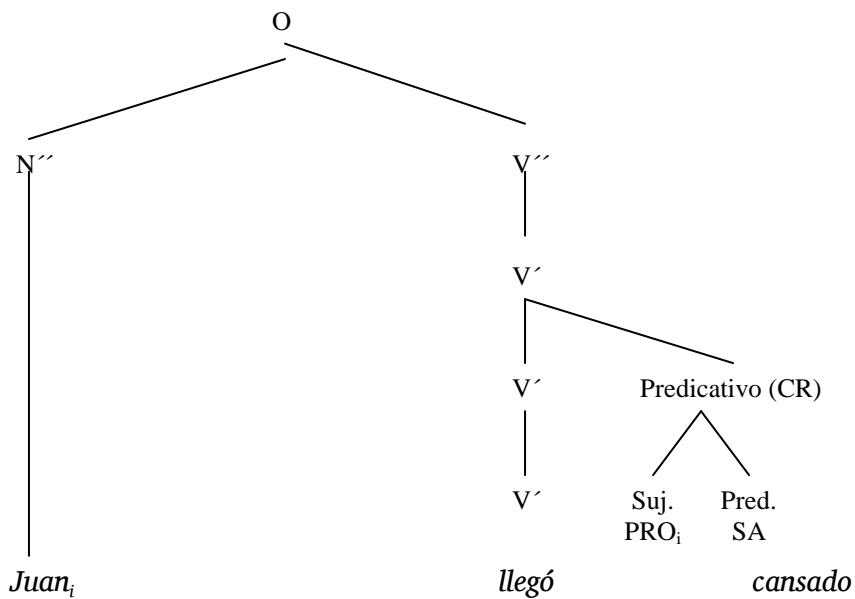 O
N´´ V´´
V´
V´ Predicativo (CR)
V´ Suj. Pred.
PROi SA
Juani llegó cansado